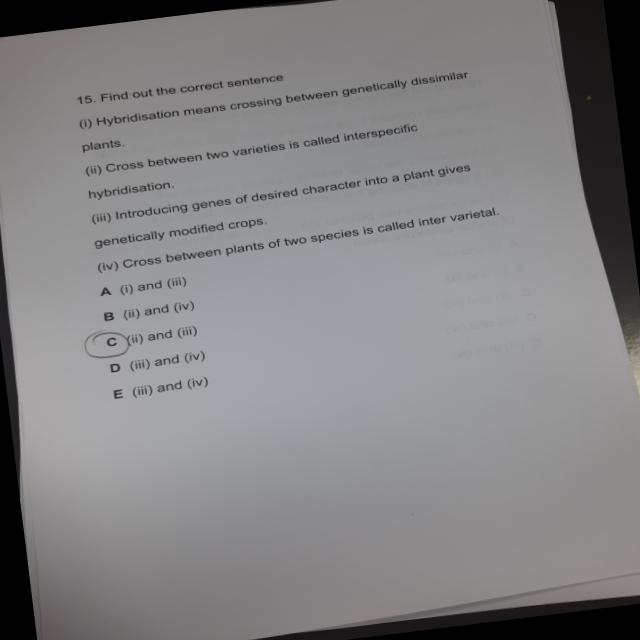 15. Find out the correct sentence
(i) Hybridisation means crossing between genetically dissimilar
plants.
(ii) Cross between two varieties is called interspecific
hybridisation.
(iii) Introducing genes of desired character into a plant gives
genetically modified crops.
(iv) Cross between plants of two species is called inter varietal.
A (i) and (iii)
B (ii) and (iv)
C (ii) and (iii)
D (iii) and (iv)
E (iii) and (iv)